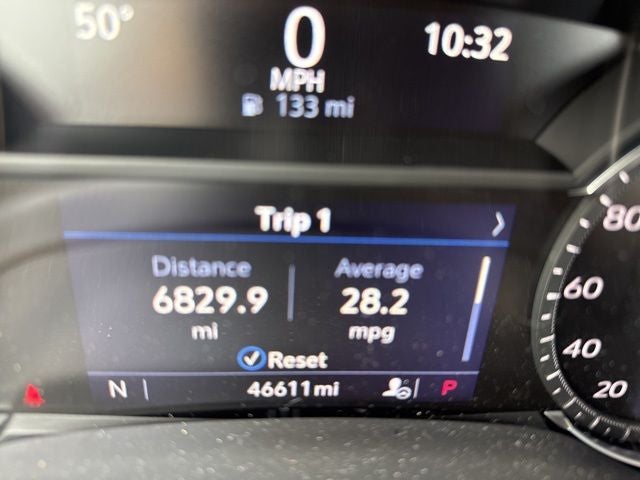 50° 0 10:32
MPH
133 mi
Trip 1 >
Distance Average
6829.9 28.2
mi mpg
Reset
N 46611 mi P
80
60
40
20